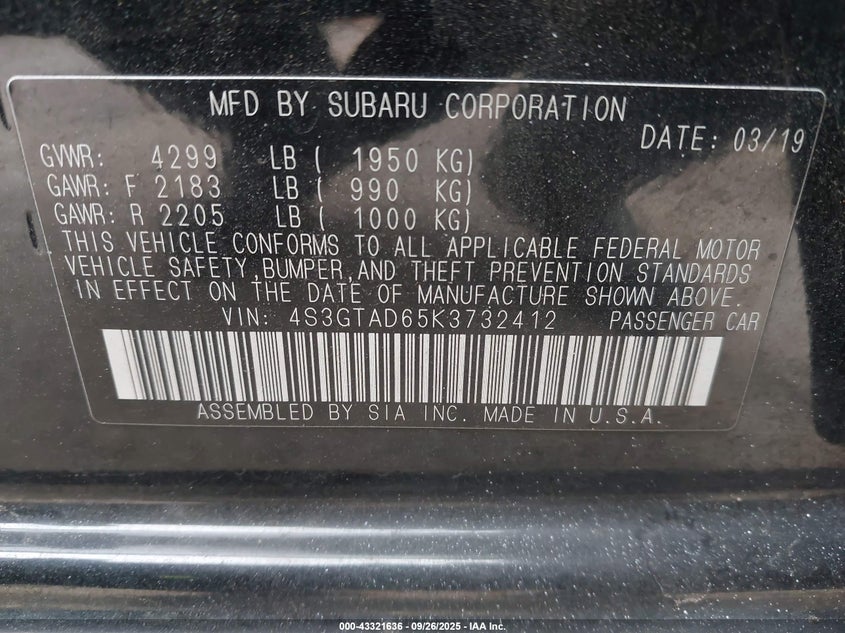 MFD BY SUBARU CORPORATION
DATE: 03/19
GVWR: 4299 LB ( 1950 KG)
GAWR: F 2183 LB ( 990 KG)
GAWR: R 2205 LB ( 1000 KG)
THIS VEHICLE CONFORMS TO ALL APPLICABLE FEDERAL MOTOR
VEHICLE SAFETY,BUMPER,AND THEFT PREVENTION STANDARDS
IN EFFECT ON THE DATE OF MANUFACTURE SHOWN ABOVE.
VIN: 4S3GTAD65K3732412 PASSENGER CAR
ASSEMBLED BY SIA INC. MADE IN U.S.A.
000-43321636 - 09/26/2025 - IAA Inc.